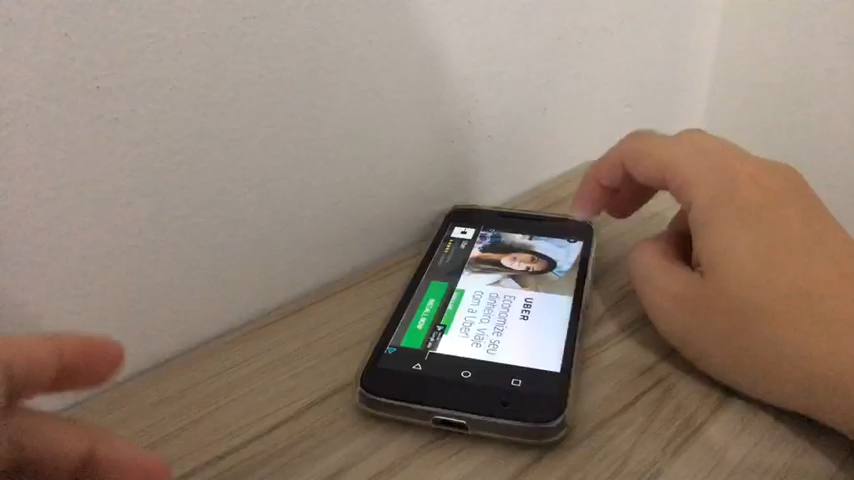 UBER
Economize seu
dinheiro, viaje
com a Uber!
INSTALL NOW